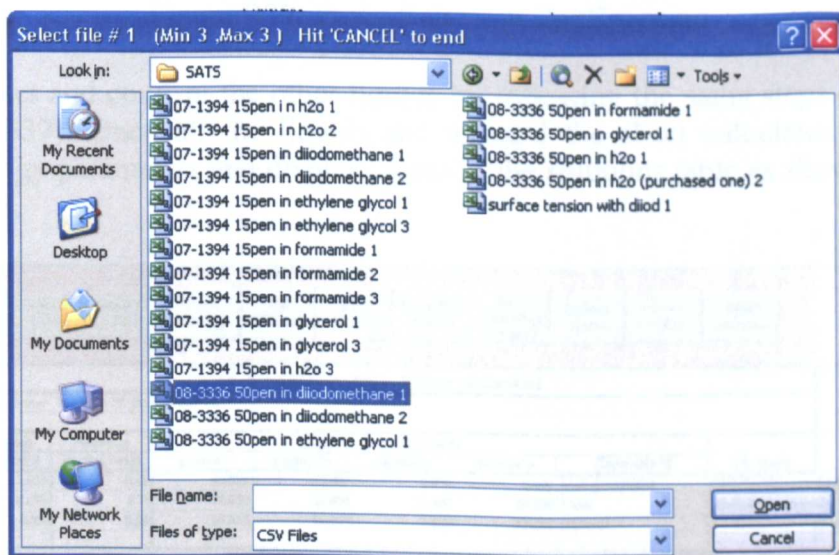 Select file # 1 (Min 3 ,Max 3 ) Hit 'CANCEL' to end
Look in:
SATS
Tools
My Recent
Documents
Desktop
My Documents
My Computer
My Network
Places
07-1394 15pen i n h2o 1
07-1394 15pen i n h2o 2
07-1394 15pen in diiodomethane 1
07-1394 15pen in diiodomethane 2
07-1394 15pen in ethylene glycol 1
07-1394 15pen in ethylene glycol 3
07-1394 15pen in formamide 1
07-1394 15pen in formamide 2
07-1394 15pen in formamide 3
07-1394 15pen in glycerol 1
07-1394 15pen in glycerol 3
07-1394 15pen in h2o 3
08-3336 50pen in diiodomethane 1
08-3336 50pen in diiodomethane 2
08-3336 50pen in ethylene glycol 1
08-3336 50pen in formamide 1
08-3336 50pen in glycerol 1
08-3336 50pen in h2o 1
08-3336 50pen in h2o (purchased one) 2
surface tension with diiod 1
File name:
Open
Files of type:
CSV Files
Cancel